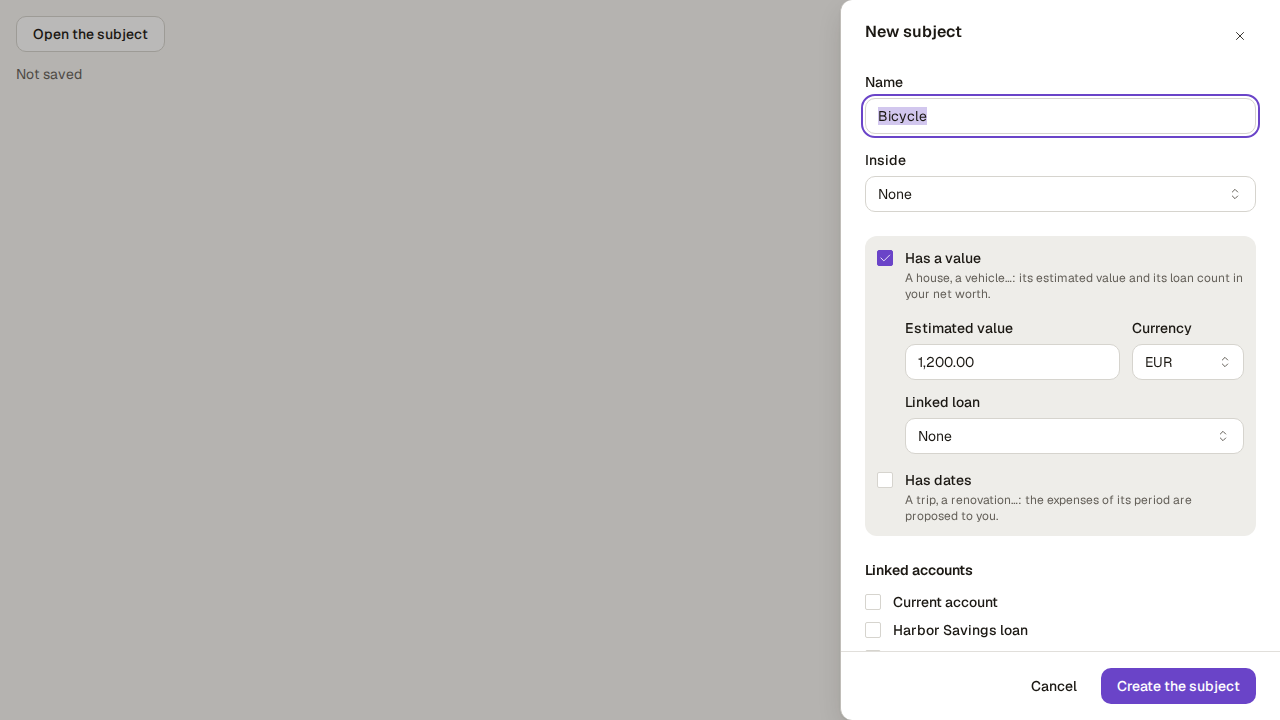 Open the subject
Not saved
New subject
Name
Bicycle
Inside
None
Has a value
A house, a vehicle…: its estimated value and its loan count in
your net worth.
Estimated value
Currency
1,200.00
EUR
Linked loan
None
Has dates
A trip, a renovation…: the expenses of its period are
proposed to you.
Linked accounts
Current account
Harbor Savings loan
Cancel
Create the subject